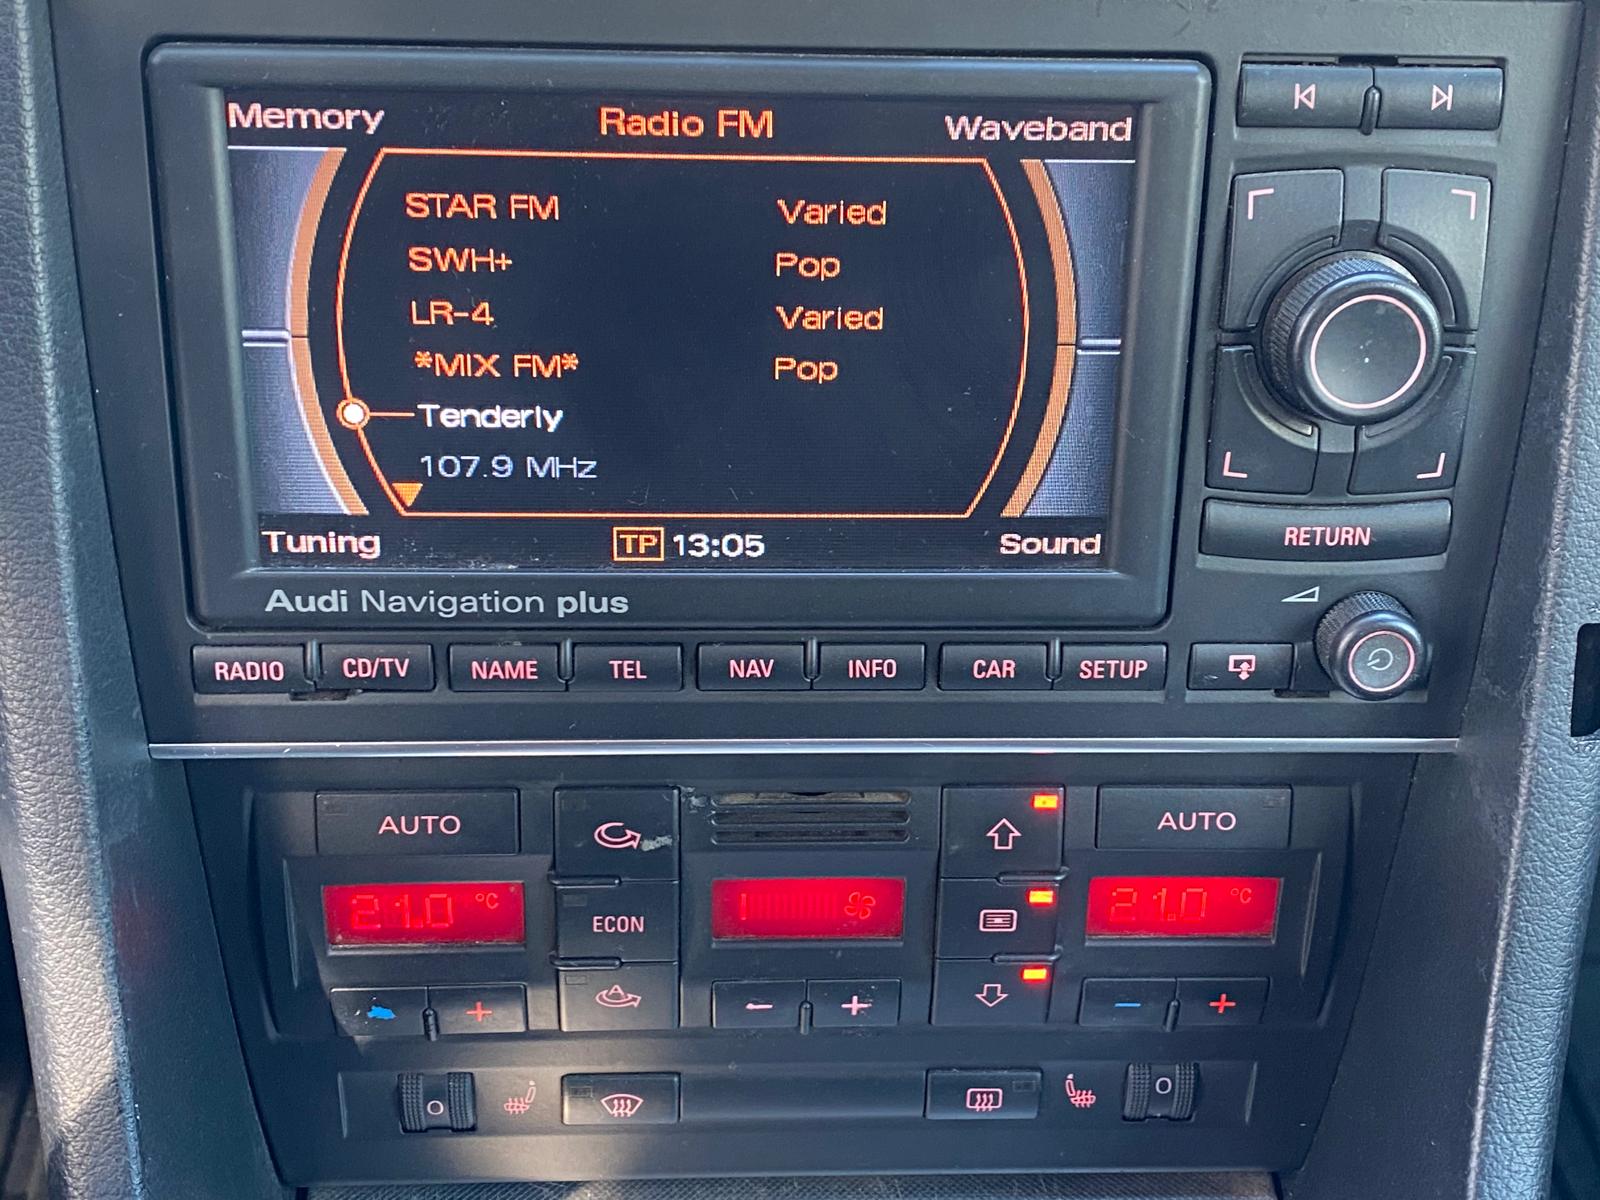 Memory Radio FM Waveband
STAR FM Varied
SWH+ Pop
LR-4 Varied
*MIX FM* Pop
Tenderly
107.9 MHz
Tuning TP 13:05 Sound
Audi Navigation plus
RETURN
RADIO CD/TV NAME TEL NAV INFO CAR SETUP
AUTO AUTO
21.0 °C 21.0 °C
ECON
0 0